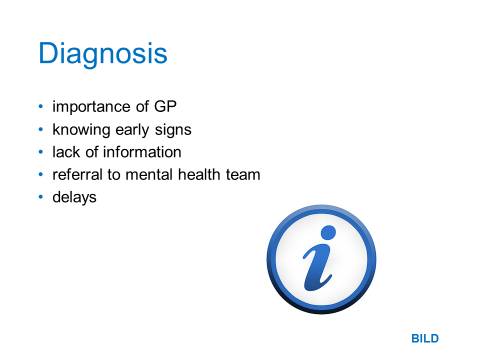 Diagnosis
• importance of GP
• knowing early signs
• lack of information
• referral to mental health team
• delays
i
BILD